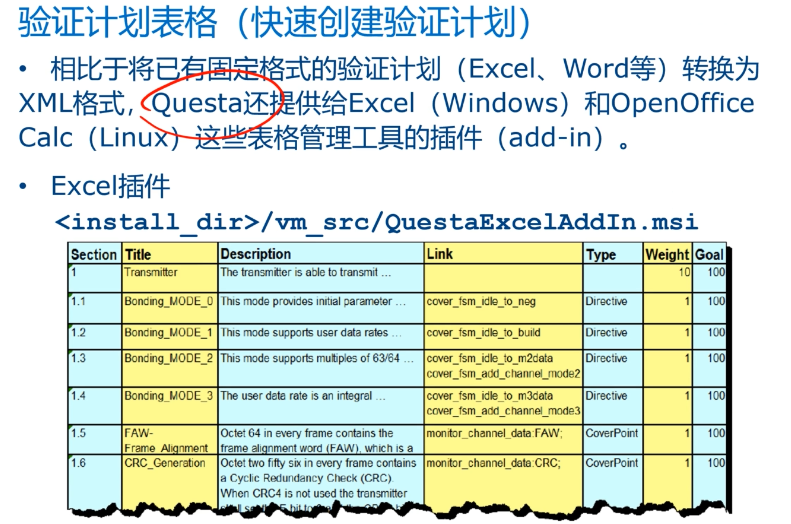 验证计划表格（快速创建验证计划）
• 相比于将已有固定格式的验证计划（Excel、Word等）转换为
XML格式，Questa还提供给Excel（Windows）和OpenOffice
Calc（Linux）这些表格管理工具的插件（add-in）。
• Excel插件
<install_dir>/vm_src/QuestaExcelAddIn.msi
Section Title Description Link Type Weight Goal
1 Transmitter The transmitter is able to transmit ... 10 100
1.1 Bonding_MODE_0 This mode provides initial parameter ... cover_fsm_idle_to_neg Directive 1 100
1.2 Bonding_MODE_1 This mode supports user data rates ... cover_fsm_idle_to_build Directive 1 100
1.3 Bonding_MODE_2 This mode supports multiples of 63/64 ... cover_fsm_idle_to_m2data Directive 1 100
cover_fsm_add_channel_mode2
1.4 Bonding_MODE_3 The user data rate is an integral ... cover_fsm_idle_to_m3data Directive 1 100
cover_fsm_add_channel_mode3
1.5 FAW- Octet 64 in every frame contains the monitor_channel_data:FAW; CoverPoint 1 100
Frame_Alignment frame alignment word (FAW), which is a
1.6 CRC_Generation Octet two fifty six in every frame contains monitor_channel_data:CRC; CoverPoint 1 100
a Cyclic Redundancy Check (CRC).
When CRC4 is not used the transmitter